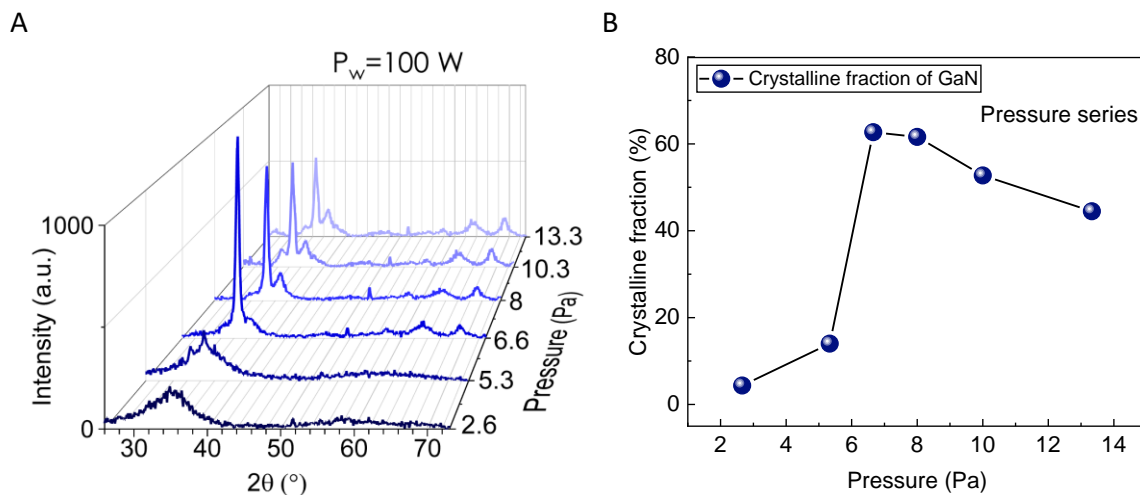 A
P_w=100 W
Intensity (a.u.)
1000
0
30
40
50
60
70
2θ (°)
2.6
5.3
6.6
8
10.3
13.3
Pressure (Pa)
B
Crystalline fraction of GaN
Pressure series
Crystalline fraction (%)
80
60
40
20
0
2
4
6
8
10
12
14
Pressure (Pa)